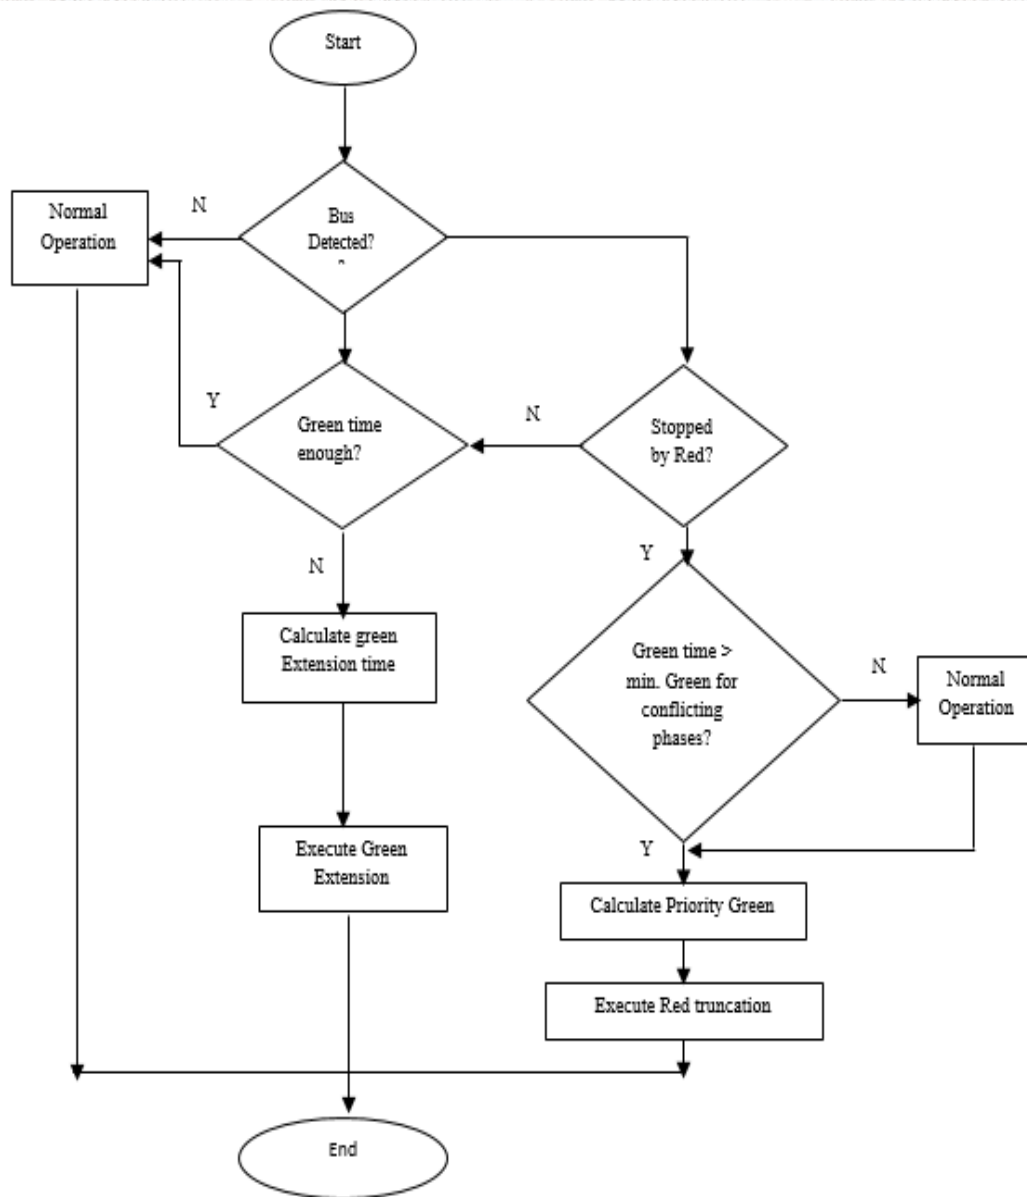 Start
Bus
Detected?
N
Normal
Operation
Green time
enough?
Y
N
Stopped
by Red?
N
Y
Calculate green
Extension time
Green time >
min. Green for
conflicting
phases?
N
Normal
Operation
Execute Green
Extension
Y
Calculate Priority Green
Execute Red truncation
End